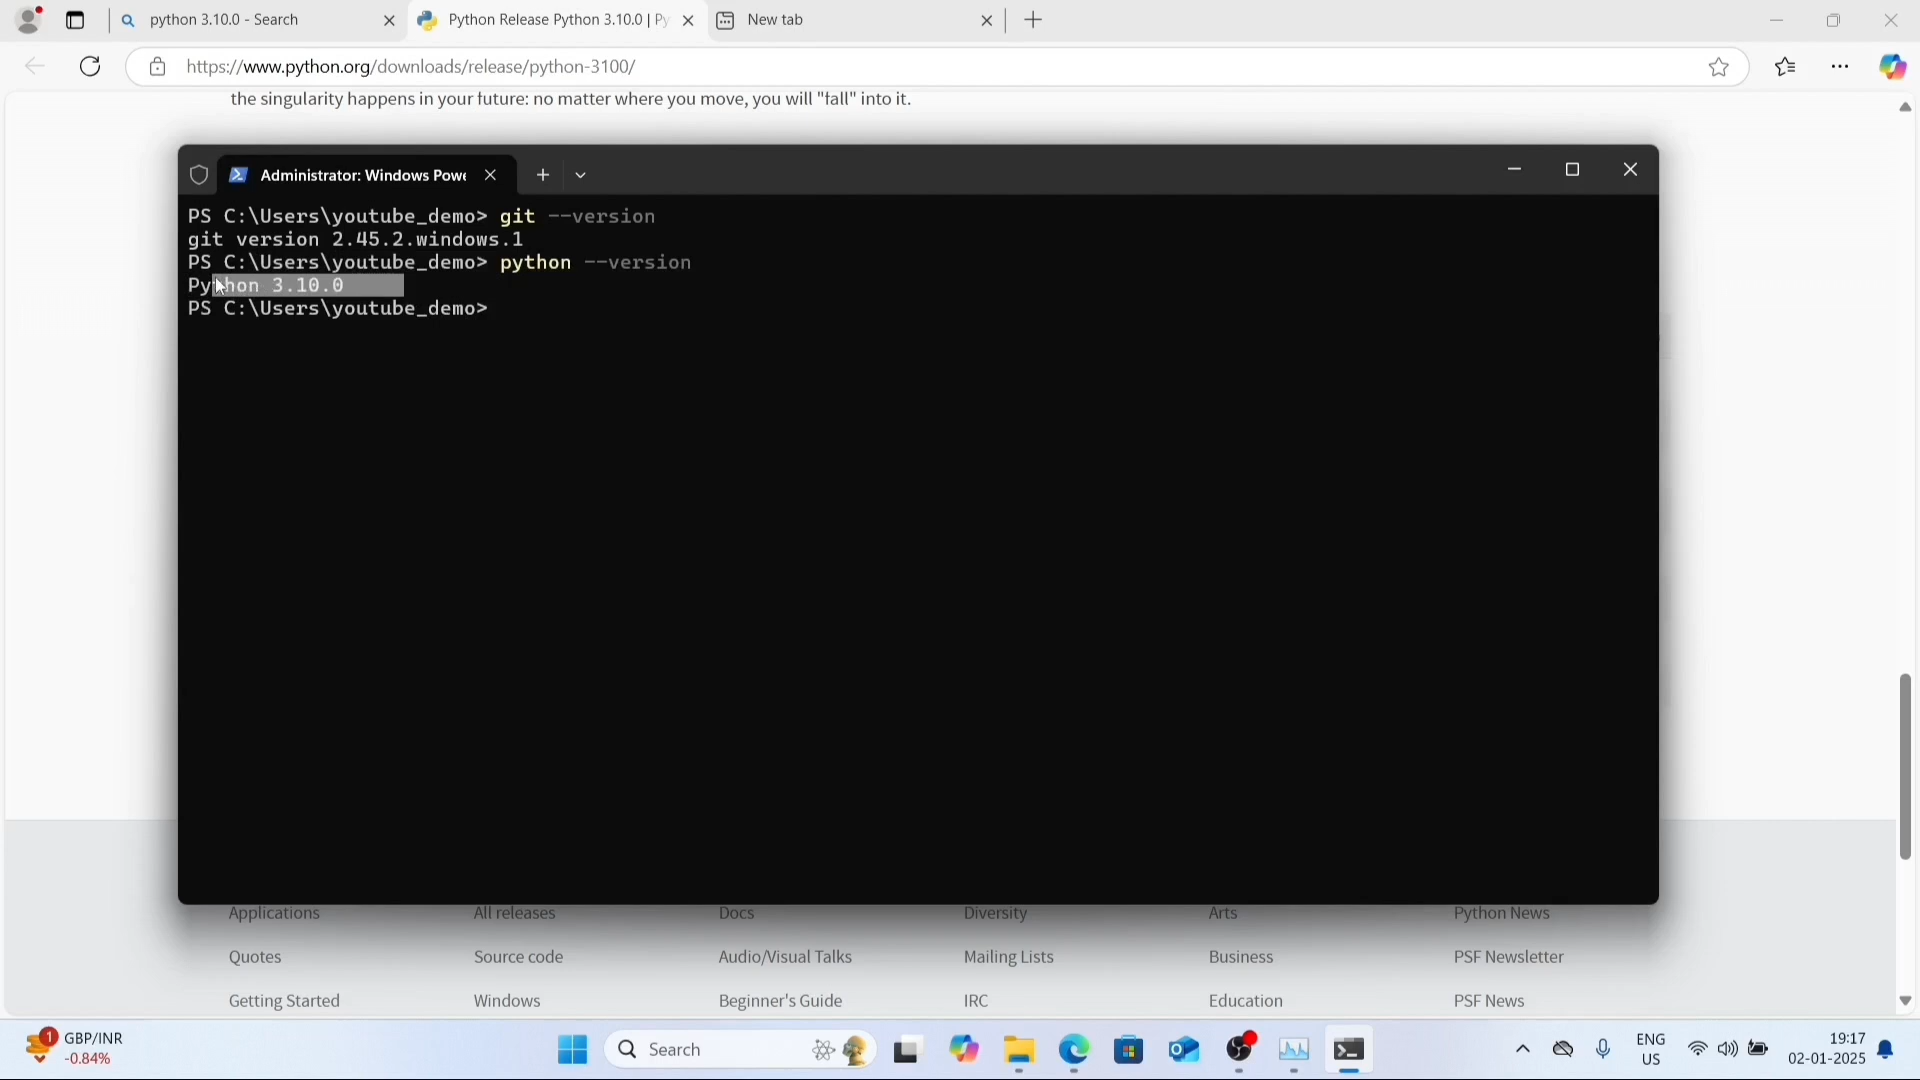 python 3.10.0 - Search
Python Release Python 3.10.0 | Py
New tab
https://www.python.org/downloads/release/python-3100/
the singularity happens in your future: no matter where you move, you will "fall" into it.
Administrator: Windows Powe
PS C:\Users\youtube_demo> git --version
git version 2.45.2.windows.1
PS C:\Users\youtube_demo> python --version
Python 3.10.0
PS C:\Users\youtube_demo>
Applications All releases Docs Diversity Arts Python News
Quotes Source code Audio/Visual Talks Mailing Lists Business PSF Newsletter
Getting Started Windows Beginner's Guide IRC Education PSF News
1 GBP/INR
-0.84%
Search
ENG
US
19:17
02-01-2025